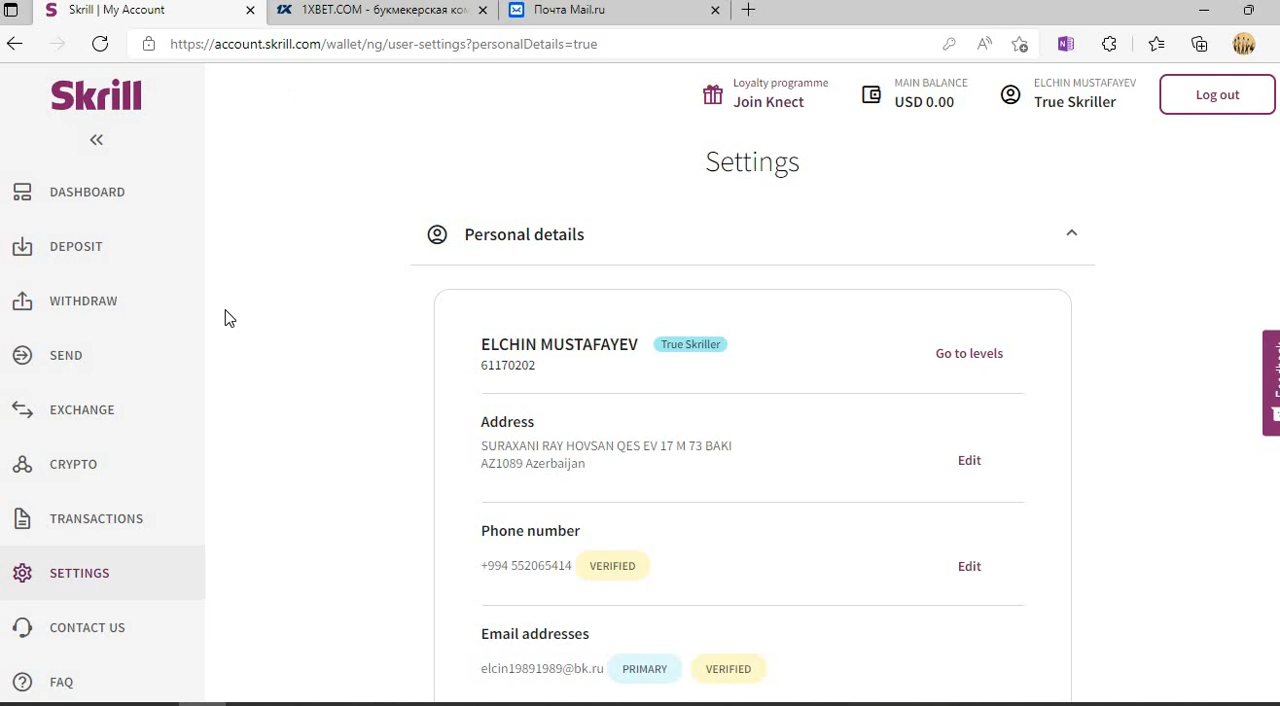 Skrill | My Account
1XBET.COM - букмекерская ко
Почта Mail.ru
https://account.skrill.com/wallet/ng/user-settings?personalDetails=true
Skrill
Loyalty programme
Join Knect
MAIN BALANCE
USD 0.00
ELCHIN MUSTAFAYEV
True Skriller
Log out
DASHBOARD
DEPOSIT
WITHDRAW
SEND
EXCHANGE
CRYPTO
TRANSACTIONS
SETTINGS
CONTACT US
FAQ
Settings
Personal details
ELCHIN MUSTAFAYEV True Skriller
61170202
Go to levels
Address
SURAXANI RAY HOVSAN QES EV 17 M 73 BAKI
AZ1089 Azerbaijan
Edit
Phone number
+994 552065414 VERIFIED
Edit
Email addresses
elcin19891989@bk.ru PRIMARY VERIFIED